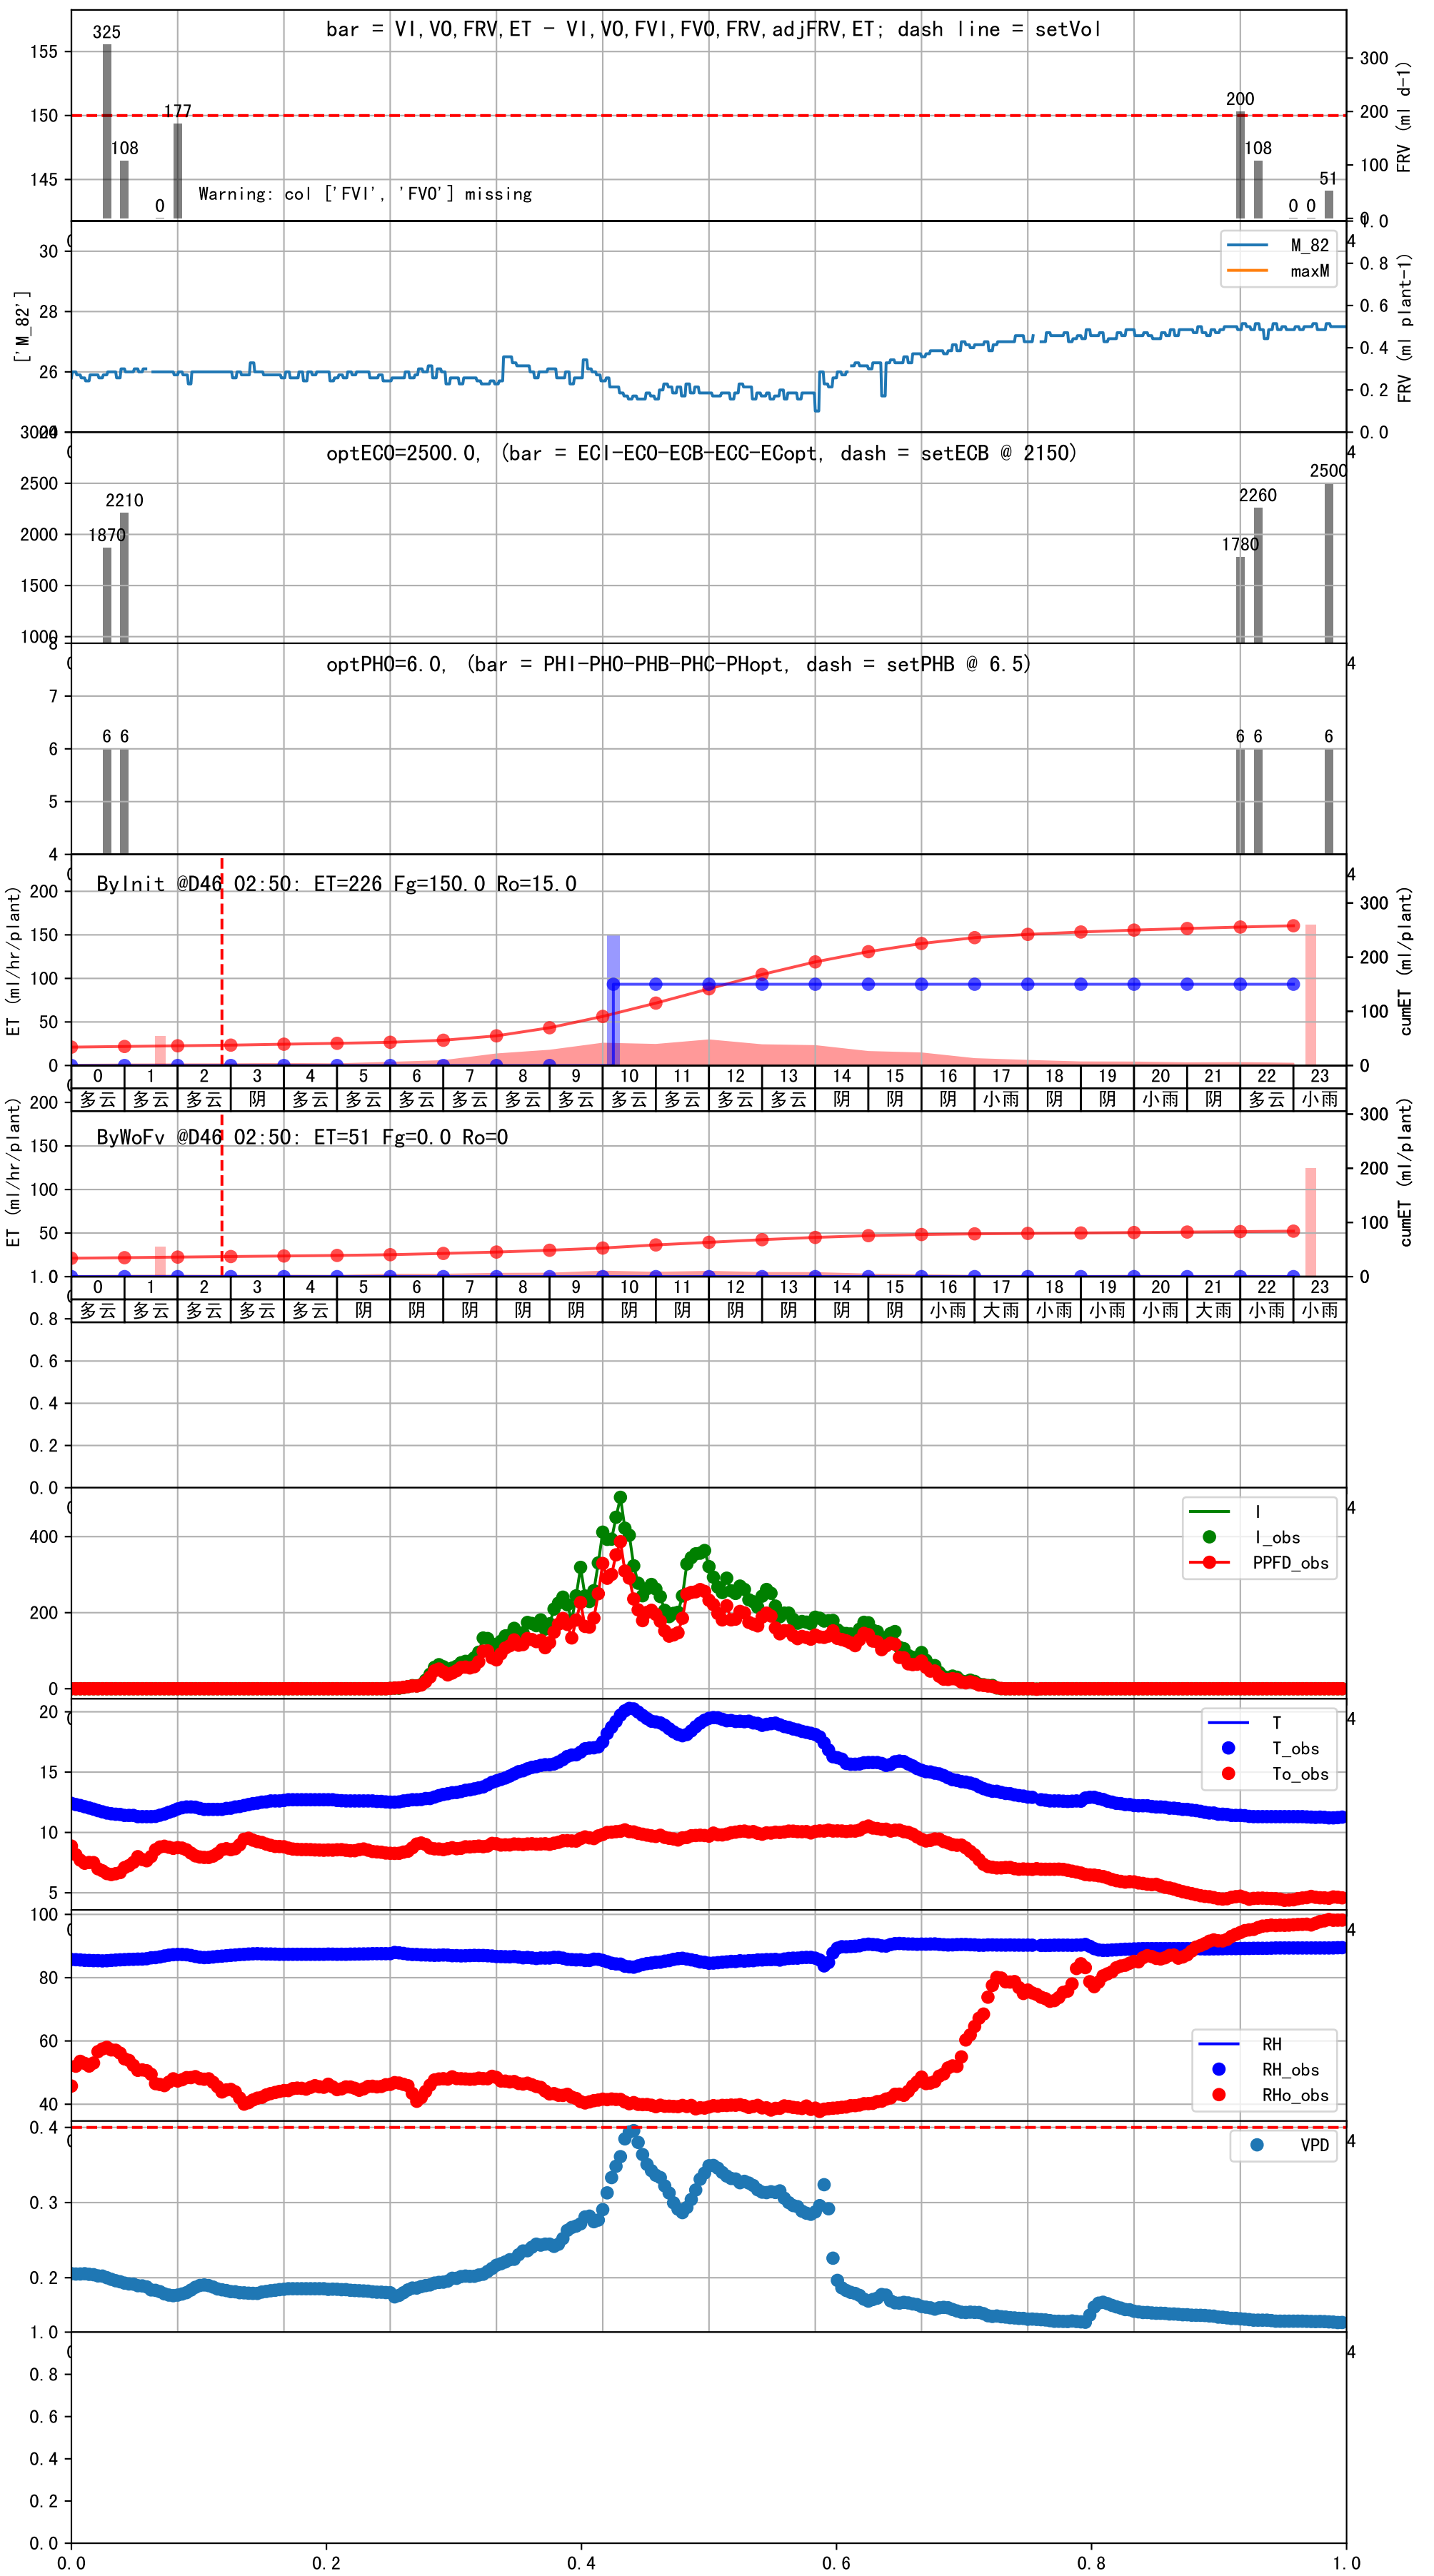 bar = VI,VO,FRV,ET - VI,VO,FVI,FVO,FRV,adjFRV,ET; dash line = setVol
325
108
0
177
200
108
0 0
51
Warning: col ['FVI', 'FVO'] missing
155
150
145
300
200
100
0
FRV (ml d-1)
1.0
0.8
0.6
0.4
0.2
0.0
FRV (ml plant-1)
M_82
maxM
['M_82']
30
28
26
24
optECO=2500.0, (bar = ECI-ECO-ECB-ECC-ECopt, dash = setECB @ 2150)
3000
2500
2000
1500
1000
1870
2210
1780
2260
2500
optPHO=6.0, (bar = PHI-PHO-PHB-PHC-PHopt, dash = setPHB @ 6.5)
8
7
6
5
4
6 6
6 6
6
ByInit @D46 02:50: ET=226 Fg=150.0 Ro=15.0
ET (ml/hr/plant)
200
150
100
50
0
300
200
100
0
cumET (ml/plant)
0 1 2 3 4 5 6 7 8 9 10 11 12 13 14 15 16 17 18 19 20 21 22 23
多云 多云 多云 阴 多云 多云 多云 多云 多云 多云 多云 多云 多云 多云 阴 阴 阴 小雨 阴 阴 小雨 阴 多云 小雨
ByWoFv @D46 02:50: ET=51 Fg=0.0 Ro=0
ET (ml/hr/plant)
200
150
100
50
300
200
100
0
cumET (ml/plant)
0 1 2 3 4 5 6 7 8 9 10 11 12 13 14 15 16 17 18 19 20 21 22 23
多云 多云 多云 多云 多云 阴 阴 阴 阴 阴 阴 阴 阴 阴 阴 阴 小雨 大雨 小雨 小雨 小雨 大雨 小雨 小雨
1.0
0.8
0.6
0.4
0.2
0.0
400
200
0
I
I_obs
PPFD_obs
20
15
10
5
T
T_obs
To_obs
100
80
60
40
RH
RH_obs
RHo_obs
0.4
0.3
0.2
VPD
1.0
0.8
0.6
0.4
0.2
0.0
0.0 0.2 0.4 0.6 0.8 1.0